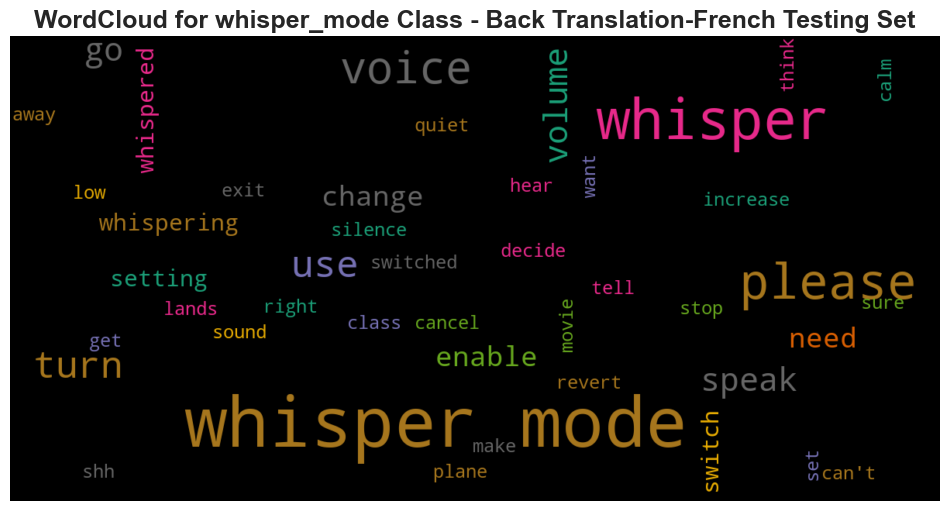 WordCloud for whisper_mode Class - Back Translation-French Testing Set
go
whispered
voice
volume
whisper
think
calm
away
quiet
low
exit
change
hear
want
increase
whispering
silence
setting
use
switched
decide
tell
please
sure
lands
right
sound
class
cancel
movie
stop
need
get
turn
enable
revert
speak
whisper mode
make
switch
shh
plane
set
can't